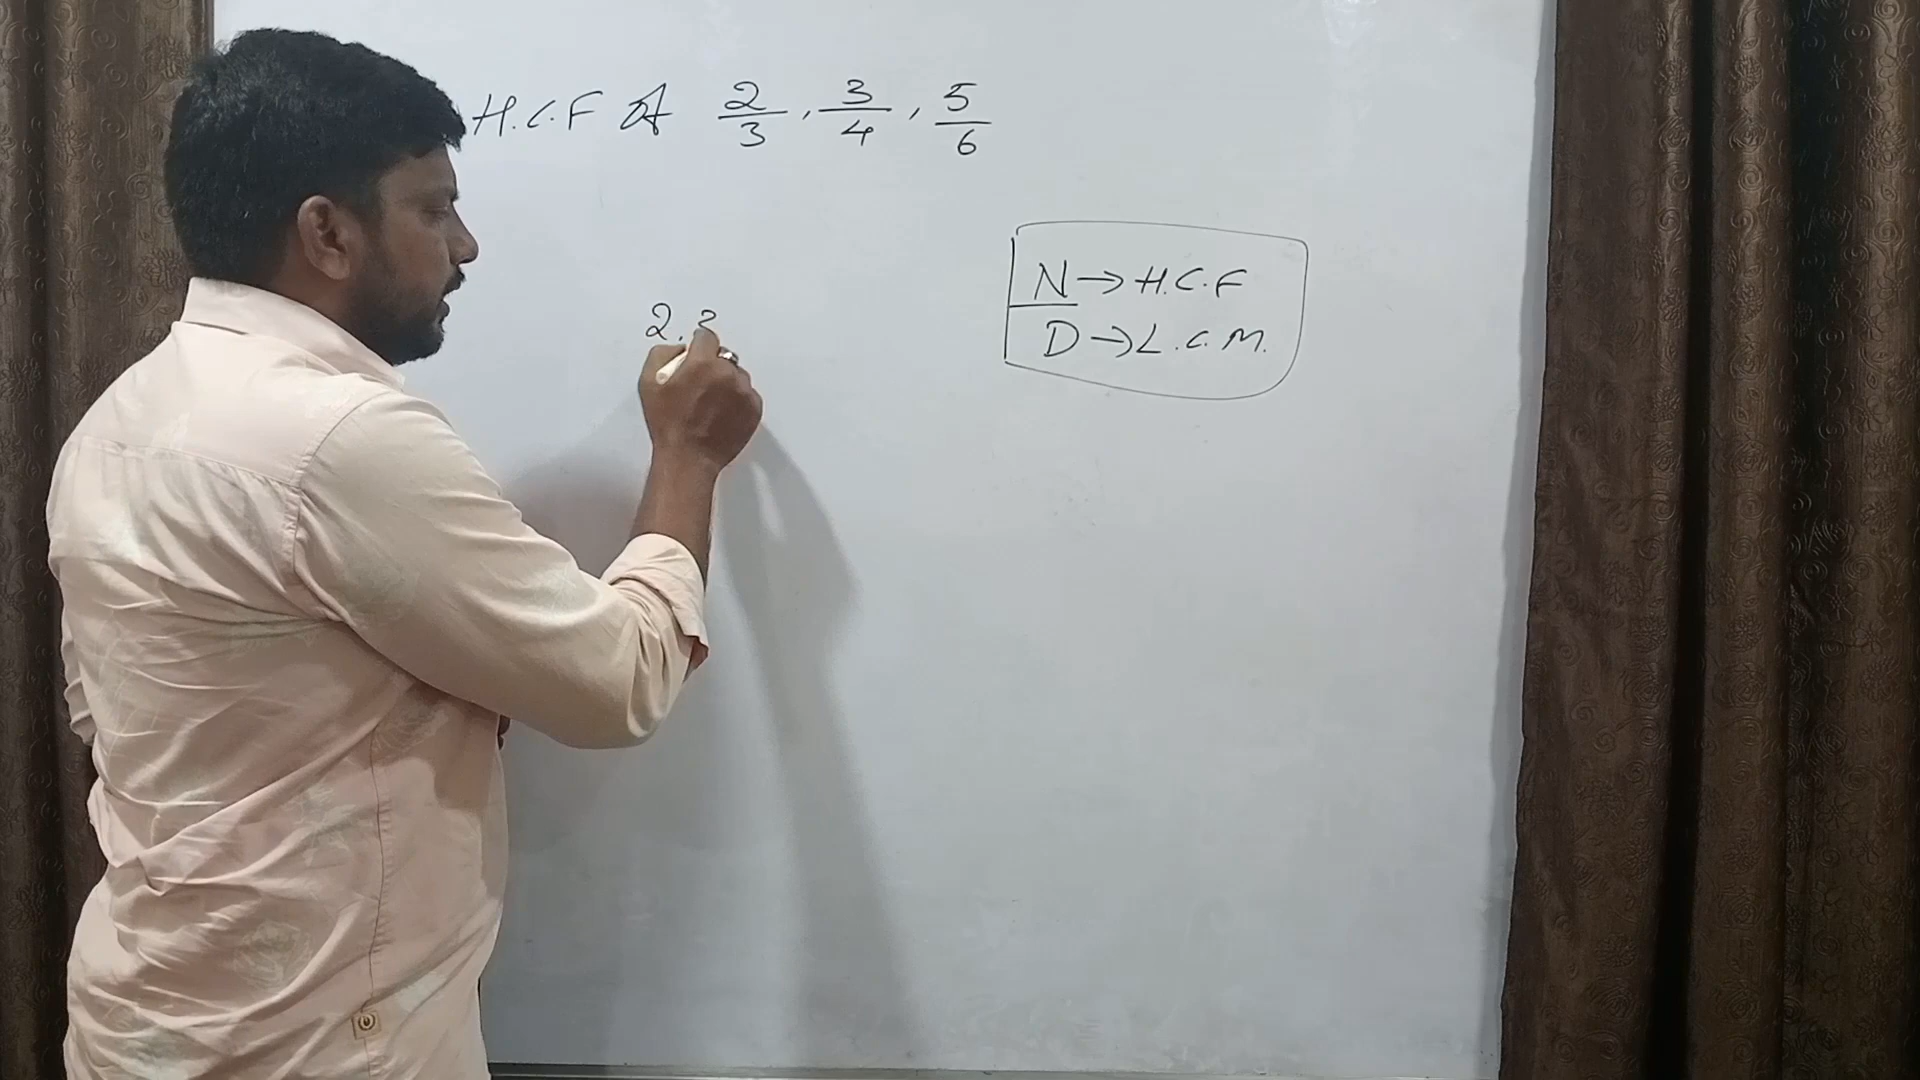 H.C.F of 2/3, 3/4, 5/6
N → H.C.F
D → L.C.M.
2, 3